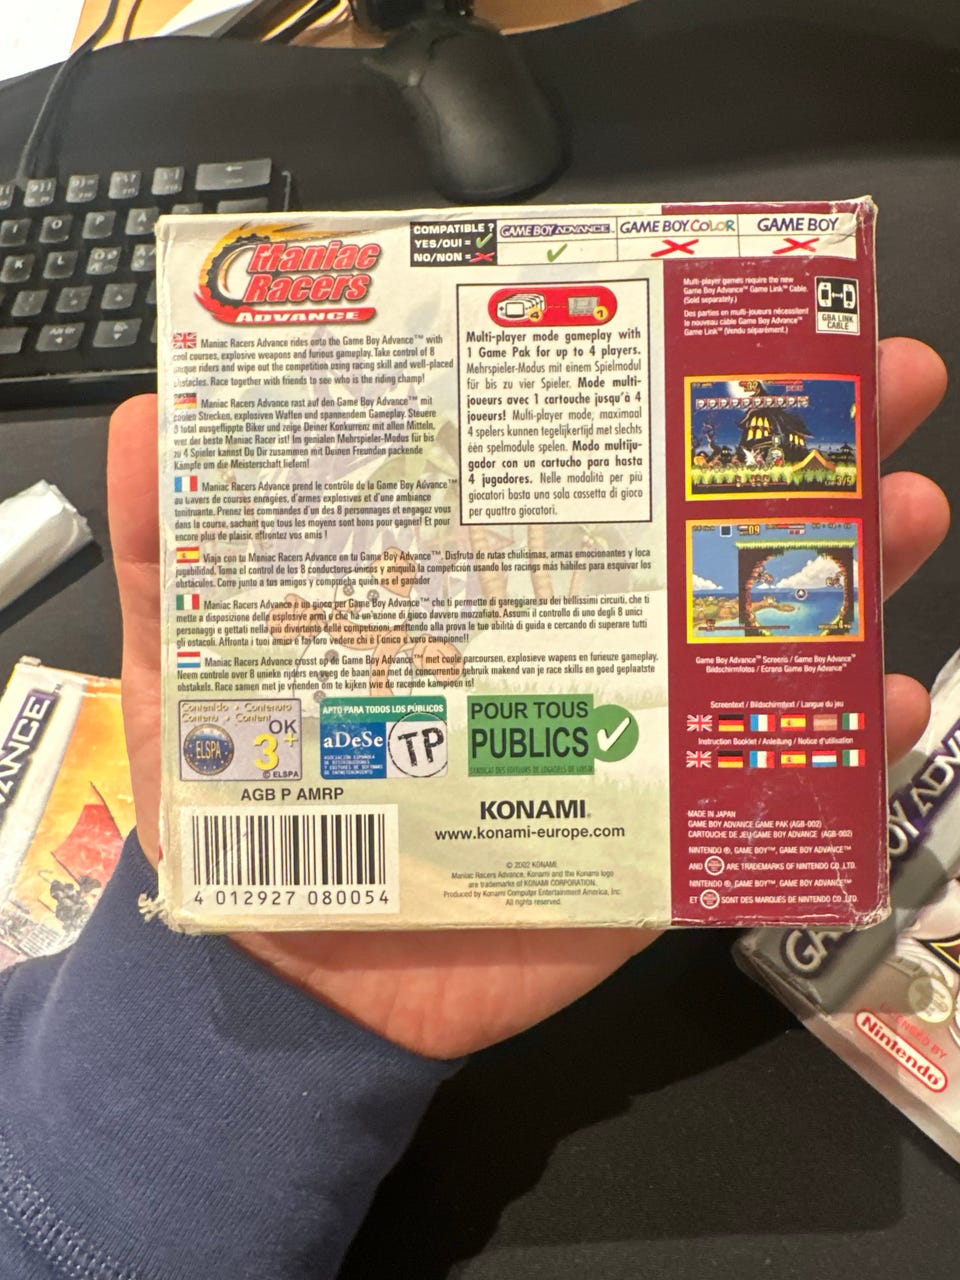 Maniac
Racers
ADVANCE
COMPATIBLE ?
YES/OUI =
NO/NON =
GAME BOY ADVANCE
GAME BOY COLOR
GAME BOY
Maniac Racers Advance rides onto the Game Boy Advance™ with
cool courses, explosive weapons and furious gameplay. Take control of 8
unique riders and wipe out the competition using racing skill and well-placed
obstacles. Race together with friends to see who is the riding champ!
Maniac Racers Advance rast auf den Game Boy Advance™ mit
coolen Strecken, explosiven Waffen und spannendem Gameplay. Steuere
8 total ausgeflippte Biker und zeige Deiner Konkurrenz mit allen Mitteln,
wer der beste Maniac Racer ist! Im genialen Mehrspieler-Modus für bis
zu 4 Spieler kannst Du Dir zusammen mit Deinen Freunden packende
Kämpfe um die Meisterschaft liefern!
Maniac Racers Advance prend le contrôle de la Game Boy Advance™
au travers de courses enragées, d'armes explosives et d'une ambiance
tonitruante. Prenez les commandes d'un des 8 personnages et engagez vous
dans la course, sachant que tous les moyens sont bons pour gagner! Et pour
encore plus de plaisir, affrontez vos amis !
Viaja con tu Maniac Racers Advance en tu Game Boy Advance™. Disfruta de rutas chulísimas, armas emocionantes y loca
jugabilidad. Toma el control de los 8 conductores únicos y aniquila la competición usando los racings más hábiles para esquivar los
obstáculos. Corre junto a tus amigos y comprueba quién es el ganador
Maniac Racers Advance è un gioco per Game Boy Advance™ che ti permette di gareggiare su dei bellissimi circuiti, che ti
mette a disposizione delle esplosive armi e che ha un'azione di gioco davvero mozzafiato. Assumi il controllo di uno degli 8 unici
personaggi e gettati nella più divertente delle competizioni, mettendo alla prova le tue abilità di guida e cercando di superare tutti
gli ostacoli. Affronta i tuoi amici e fai loro vedere chi è l'unico e vero campione!!
Maniac Racers Advance crosst op de Game Boy Advance™ met coole parcoursen, explosieve wapens en furieuze gameplay.
Neem controle over 8 unieke rijders en veeg de baan aan met de concurrentie gebruik makend van je race skills en goed geplaatste
obstakels. Race samen met je vrienden om te kijken wie de racende kampioen is!
4
1
Multi-player mode gameplay with
1 Game Pak for up to 4 players.
Mehrspieler-Modus mit einem Spielmodul
für bis zu vier Spieler. Mode multi-
joueurs avec 1 cartouche jusqu'à 4
joueurs! Multi-player mode, maximaal
4 spelers kunnen tegelijkertijd met slechts
één spelmodule spelen. Modo multiju-
gador con un cartucho para hasta
4 jugadores. Nelle modalità per più
giocatori basta una sola cassetta di gioco
per quattro giocatori.
Multi-player games require the new
Game Boy Advance™ Game Link™ Cable.
(Sold separately.)
Des parties en multi-joueurs nécessitent
le nouveau câble Game Boy Advance™
Game Link™ (Vendu séparément.)
GBA LINK
CABLE
Game Boy Advance™ Screens / Game Boy Advance™
Bildschirmfotos / Ecrans Game Boy Advance™
Screentext / Bildschirmtext / Langue du jeu
Instruction Booklet / Anleitung / Notice d'utilisation
MADE IN JAPAN
GAME BOY ADVANCE GAME PAK (AGB-002)
CARTOUCHE DE JEU GAME BOY ADVANCE (AGB-002)
NINTENDO ®, GAME BOY™, GAME BOY ADVANCE™
AND ARE TRADEMARKS OF NINTENDO CO.,LTD.
NINTENDO ®, GAME BOY™, GAME BOY ADVANCE™
ET SONT DES MARQUES DE NINTENDO CO.,LTD.
Contenido • Conteudo
Contenu • Content
OK
3+
ELSPA
© ELSPA
APTO PARA TODOS LOS PÚBLICOS
aDeSe
ASOCIACIÓN ESPAÑOLA
DE DISTRIBUIDORES
Y EDITORES DE SOFTWARE
DE ENTRETENIMIENTO
TP
POUR TOUS
PUBLICS
SYNDICAT DES EDITEURS DE LOGICIELS DE LOISIRS
AGB P AMRP
4 012927 080054
KONAMI®
www.konami-europe.com
© 2002 KONAMI.
Maniac Racers Advance, Konami and the Konami logo
are trademarks of KONAMI CORPORATION.
Produced by Konami Computer Entertainment America, Inc.
All rights reserved.
VANCE
BOY ADVANCE
GA
LICENSED BY
Nintendo